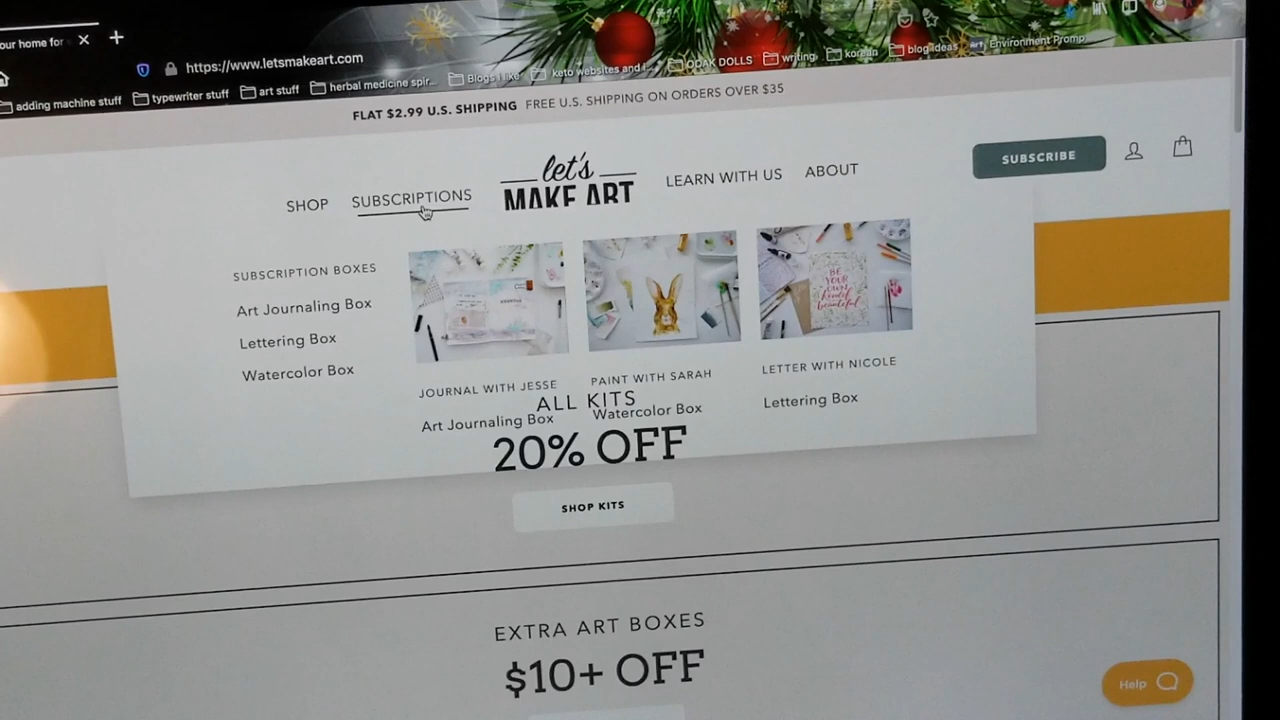 our home for
https://www.letsmakeart.com
adding machine stuff typewriter stuff art stuff herbal medicine spir... Blogs I like keto websites and l... ODAK DOLLS writing korean blog ideas Environment Promp
FLAT $2.99 U.S. SHIPPING FREE U.S. SHIPPING ON ORDERS OVER $35
SHOP SUBSCRIPTIONS let's MAKE ART LEARN WITH US ABOUT SUBSCRIBE
SUBSCRIPTION BOXES
Art Journaling Box
Lettering Box
Watercolor Box
BE YOUR OWN kind of beautiful
JOURNAL WITH JESSE
Art Journaling Box
PAINT WITH SARAH
Watercolor Box
LETTER WITH NICOLE
Lettering Box
ALL KITS
20% OFF
SHOP KITS
EXTRA ART BOXES
$10+ OFF
Help